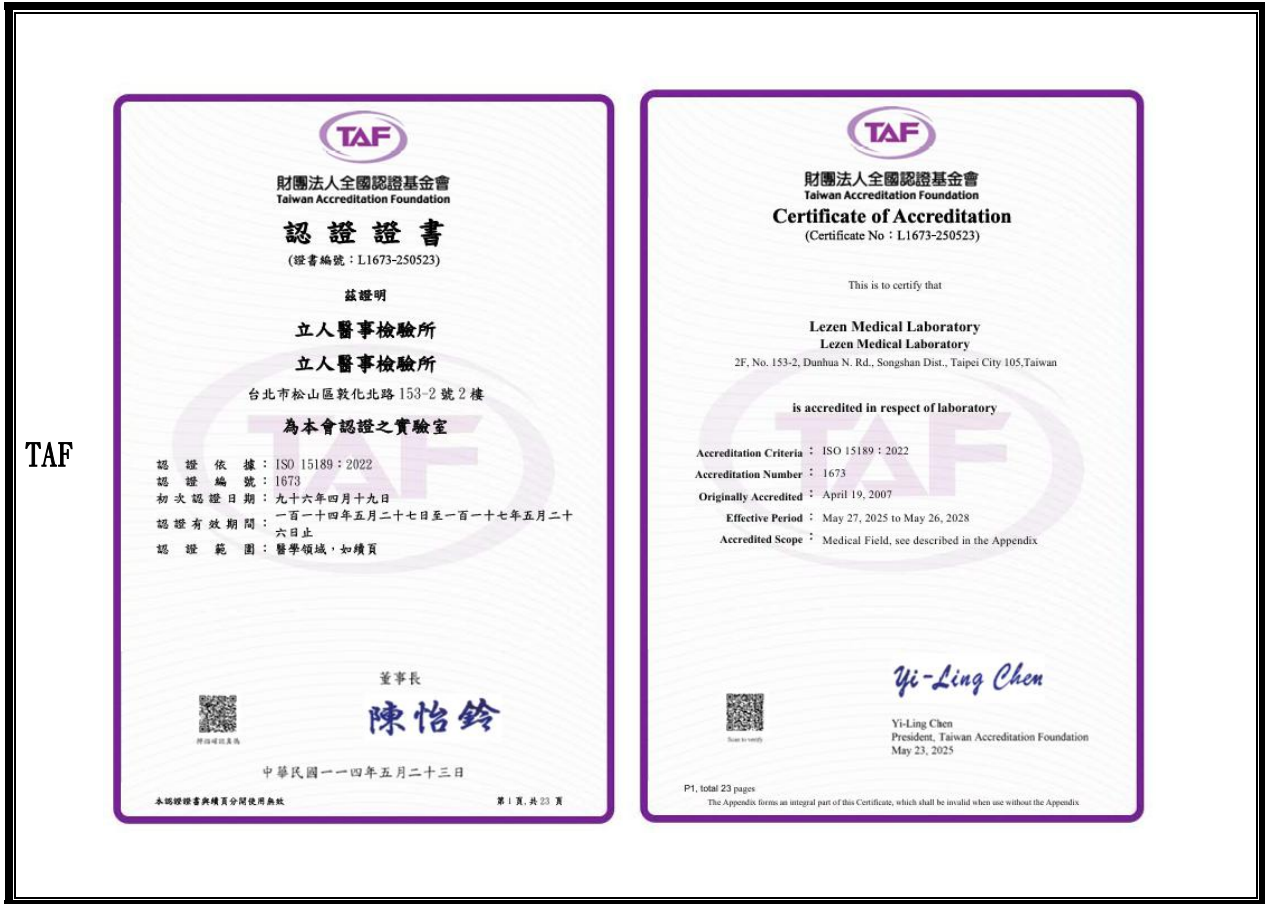 TAF
TAF
財團法人全國認證基金會
Taiwan Accreditation Foundation
認證證書
(證書編號：L1673-250523)
茲證明
立人醫事檢驗所
立人醫事檢驗所
台北市松山區敦化北路 153-2 號 2 樓
為本會認證之實驗室
認證依據：ISO 15189：2022
認證編號：1673
初次認證日期：九十六年四月十九日
認證有效期間：一百一十四年五月二十七日至一百一十七年五月二十
六日止
認證範圍：醫學領域，如續頁
董事長
陳怡鈴
中華民國一一四年五月二十三日
本認證證書與續頁分開使用無效
第 1 頁, 共 23 頁
TAF
財團法人全國認證基金會
Taiwan Accreditation Foundation
Certificate of Accreditation
(Certificate No：L1673-250523)
This is to certify that
Lezen Medical Laboratory
Lezen Medical Laboratory
2F, No. 153-2, Dunhua N. Rd., Songshan Dist., Taipei City 105,Taiwan
is accredited in respect of laboratory
Accreditation Criteria：ISO 15189：2022
Accreditation Number：1673
Originally Accredited：April 19, 2007
Effective Period：May 27, 2025 to May 26, 2028
Accredited Scope：Medical Field, see described in the Appendix
Yi-Ling Chen
Scan to verify
Yi-Ling Chen
President, Taiwan Accreditation Foundation
May 23, 2025
P1, total 23 pages
The Appendix forms an integral part of this Certificate, which shall be invalid when use without the Appendix